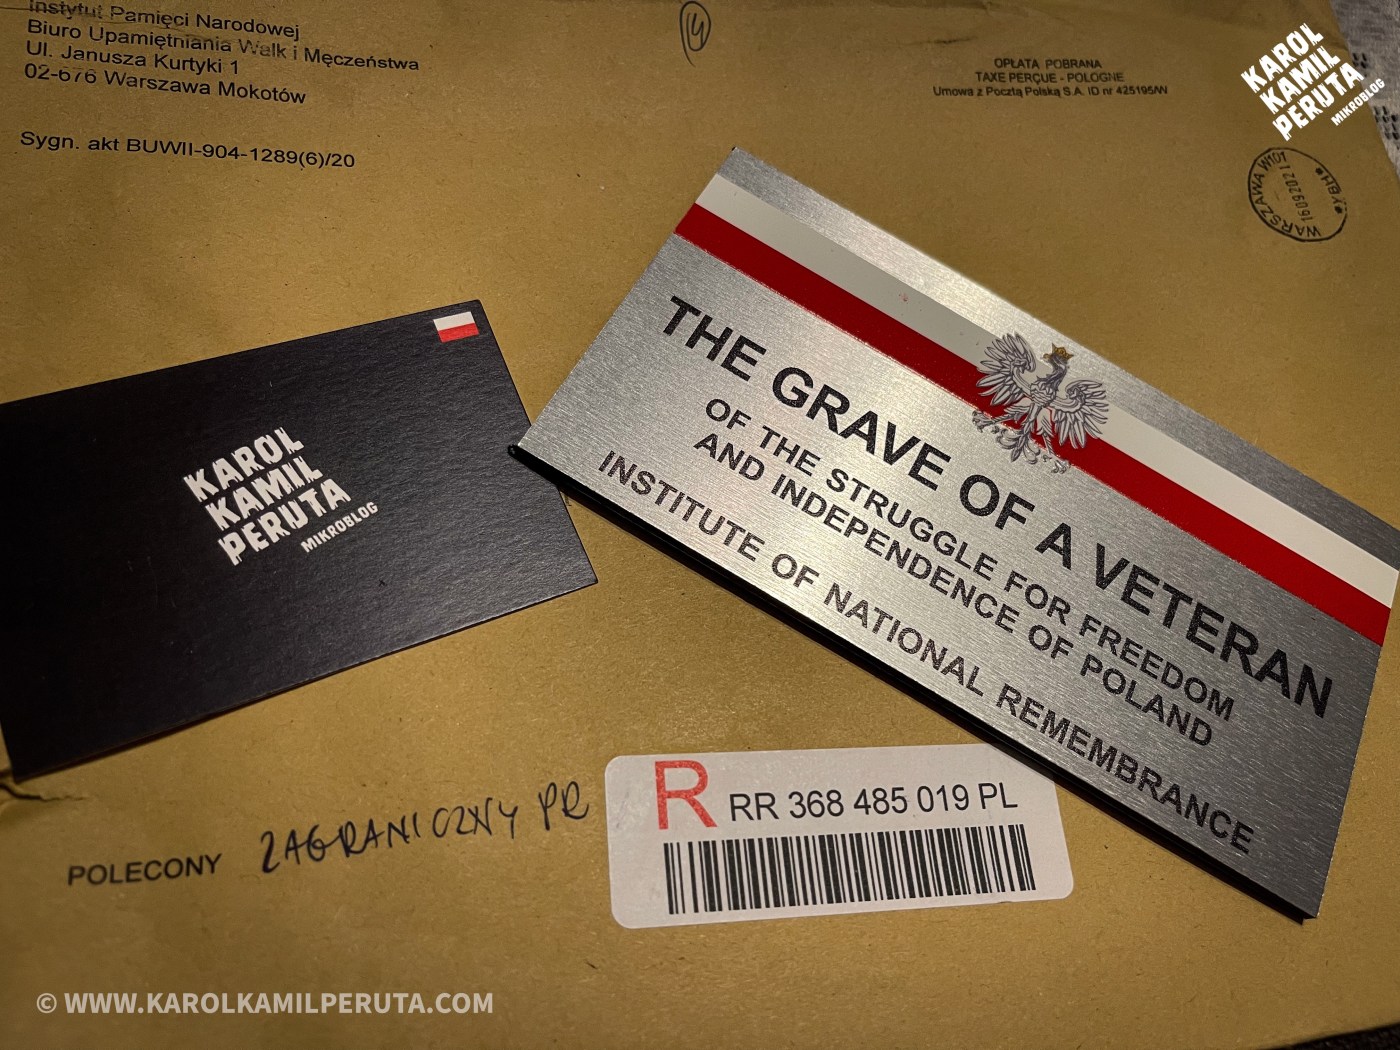 Instytut Pamięci Narodowej
Biuro Upamiętniania Walk i Męczeństwa
Ul. Janusza Kurtyki 1
02-676 Warszawa Mokotów
Sygn. akt BUWII-904-1289(6)/20
OPŁATA POBRANA
TAXE PERÇUE - POLOGNE
Umowa z Pocztą Polską S.A. ID nr 425195/W
KAROL
KAMIL
PERUTA
MIKROBLOG
WARSZAWA W101
16092021
KAROL
KAMIL
PERUTA
MIKROBLOG
THE GRAVE OF A VETERAN
OF THE STRUGGLE FOR FREEDOM
AND INDEPENDENCE OF POLAND
INSTITUTE OF NATIONAL REMEMBRANCE
POLECONY ZAGRANICZNY PR
R RR 368 485 019 PL
© WWW.KAROLKAMILPERUTA.COM